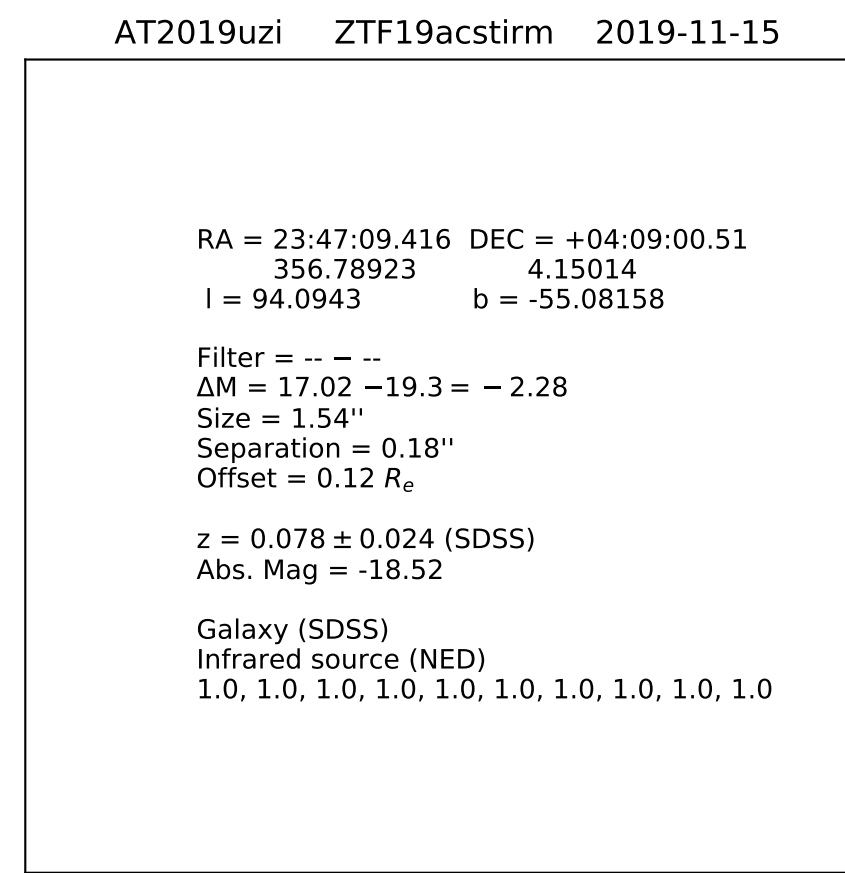 AT2019uzi ZTF19acstirm 2019-11-15
RA = 23:47:09.416 DEC = +04:09:00.51
356.78923 4.15014
l = 94.0943 b = -55.08158
Filter = -- − --
ΔM = 17.02 −19.3 = − 2.28
Size = 1.54''
Separation = 0.18''
Offset = 0.12 Rₑ
z = 0.078 ± 0.024 (SDSS)
Abs. Mag = -18.52
Galaxy (SDSS)
Infrared source (NED)
1.0, 1.0, 1.0, 1.0, 1.0, 1.0, 1.0, 1.0, 1.0, 1.0